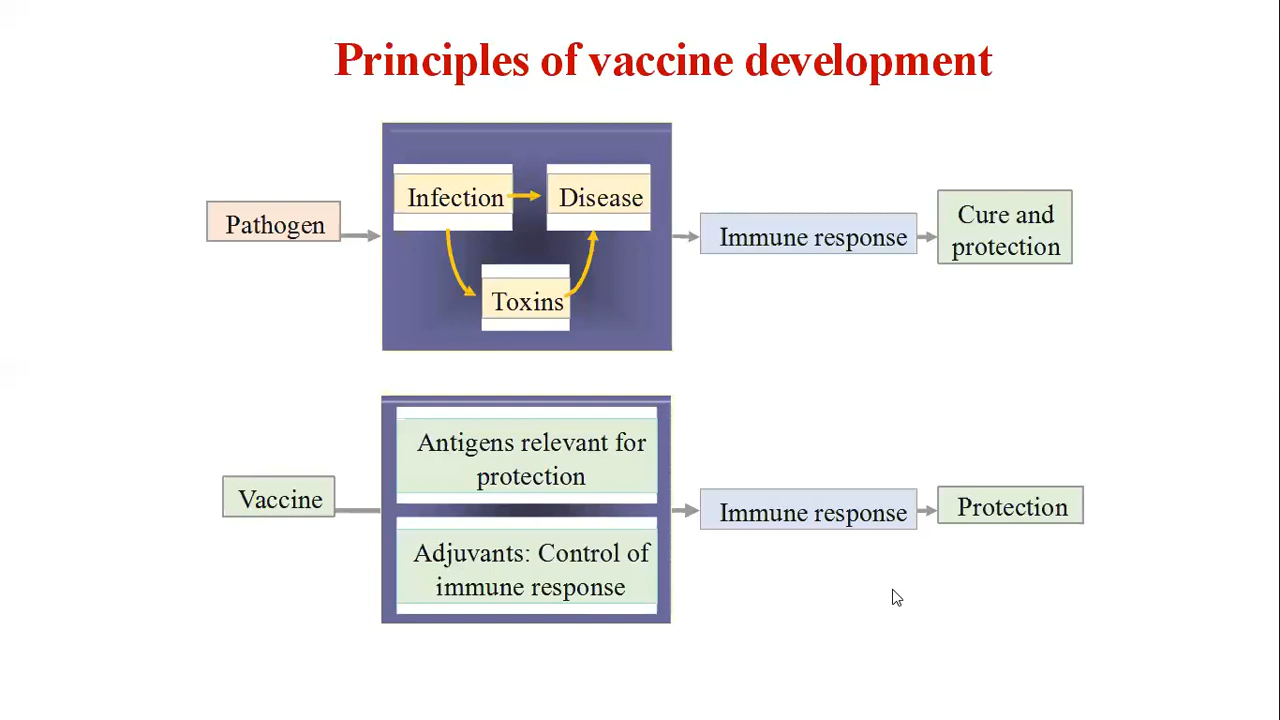 Principles of vaccine development
Infection
Disease
Pathogen
Toxins
Immune response
Cure and
protection
Vaccine
Antigens relevant for
protection
Adjuvants: Control of
immune response
Immune response
Protection